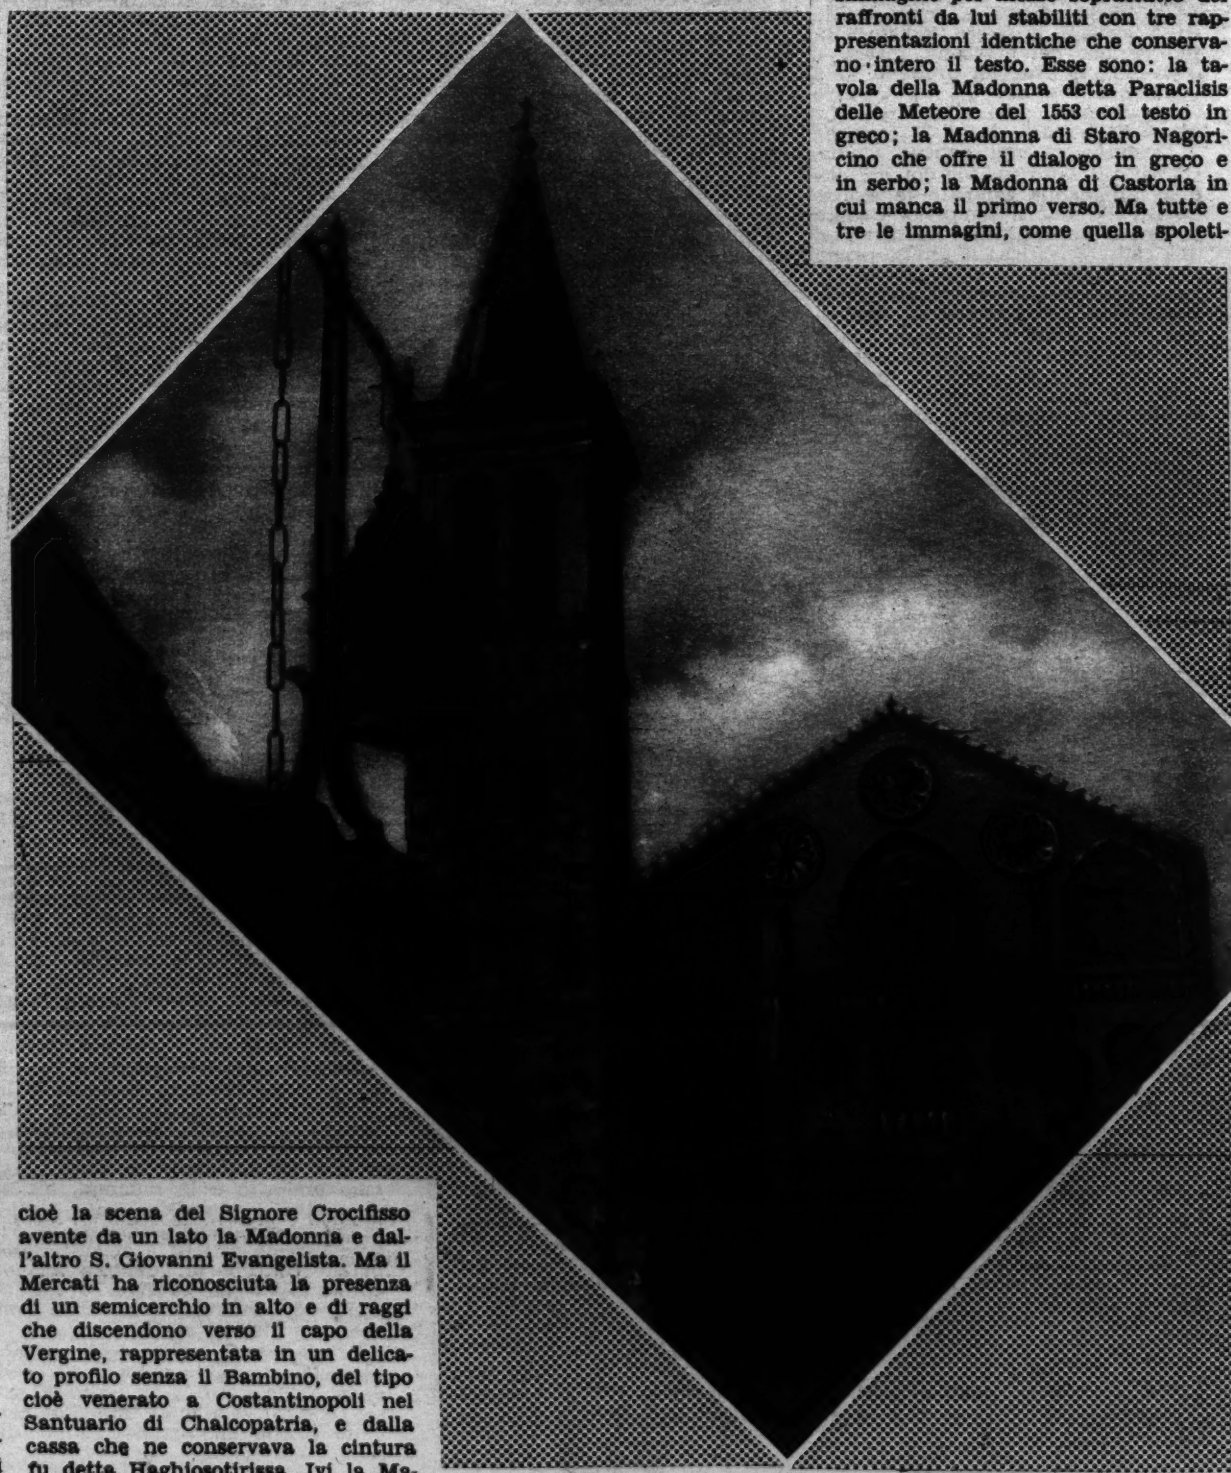 raffronti da lui stabiliti con tre rap-
presentazioni identiche che conserva-
no intero il testo. Esse sono: la ta-
vola della Madonna detta Paraclisis
delle Meteore del 1553 col testo in
greco; la Madonna di Staro Nagori-
cino che offre il dialogo in greco e
in serbo; la Madonna di Castoria in
cui manca il primo verso. Ma tutte e
tre le immagini, come quella spoleti-
cioè la scena del Signore Crocifisso
avente da un lato la Madonna e dal-
l'altro S. Giovanni Evangelista. Ma il
Mercati ha riconosciuta la presenza
di un semicerchio in alto e di raggi
che discendono verso il capo della
Vergine, rappresentata in un delica-
to profilo senza il Bambino, del tipo
cioè venerato a Costantinopoli nel
Santuario di Chalcopatria, e dalla
cassa che ne conservava la cintura
fu detta Haghiosotirissa. Ivi la Ma-